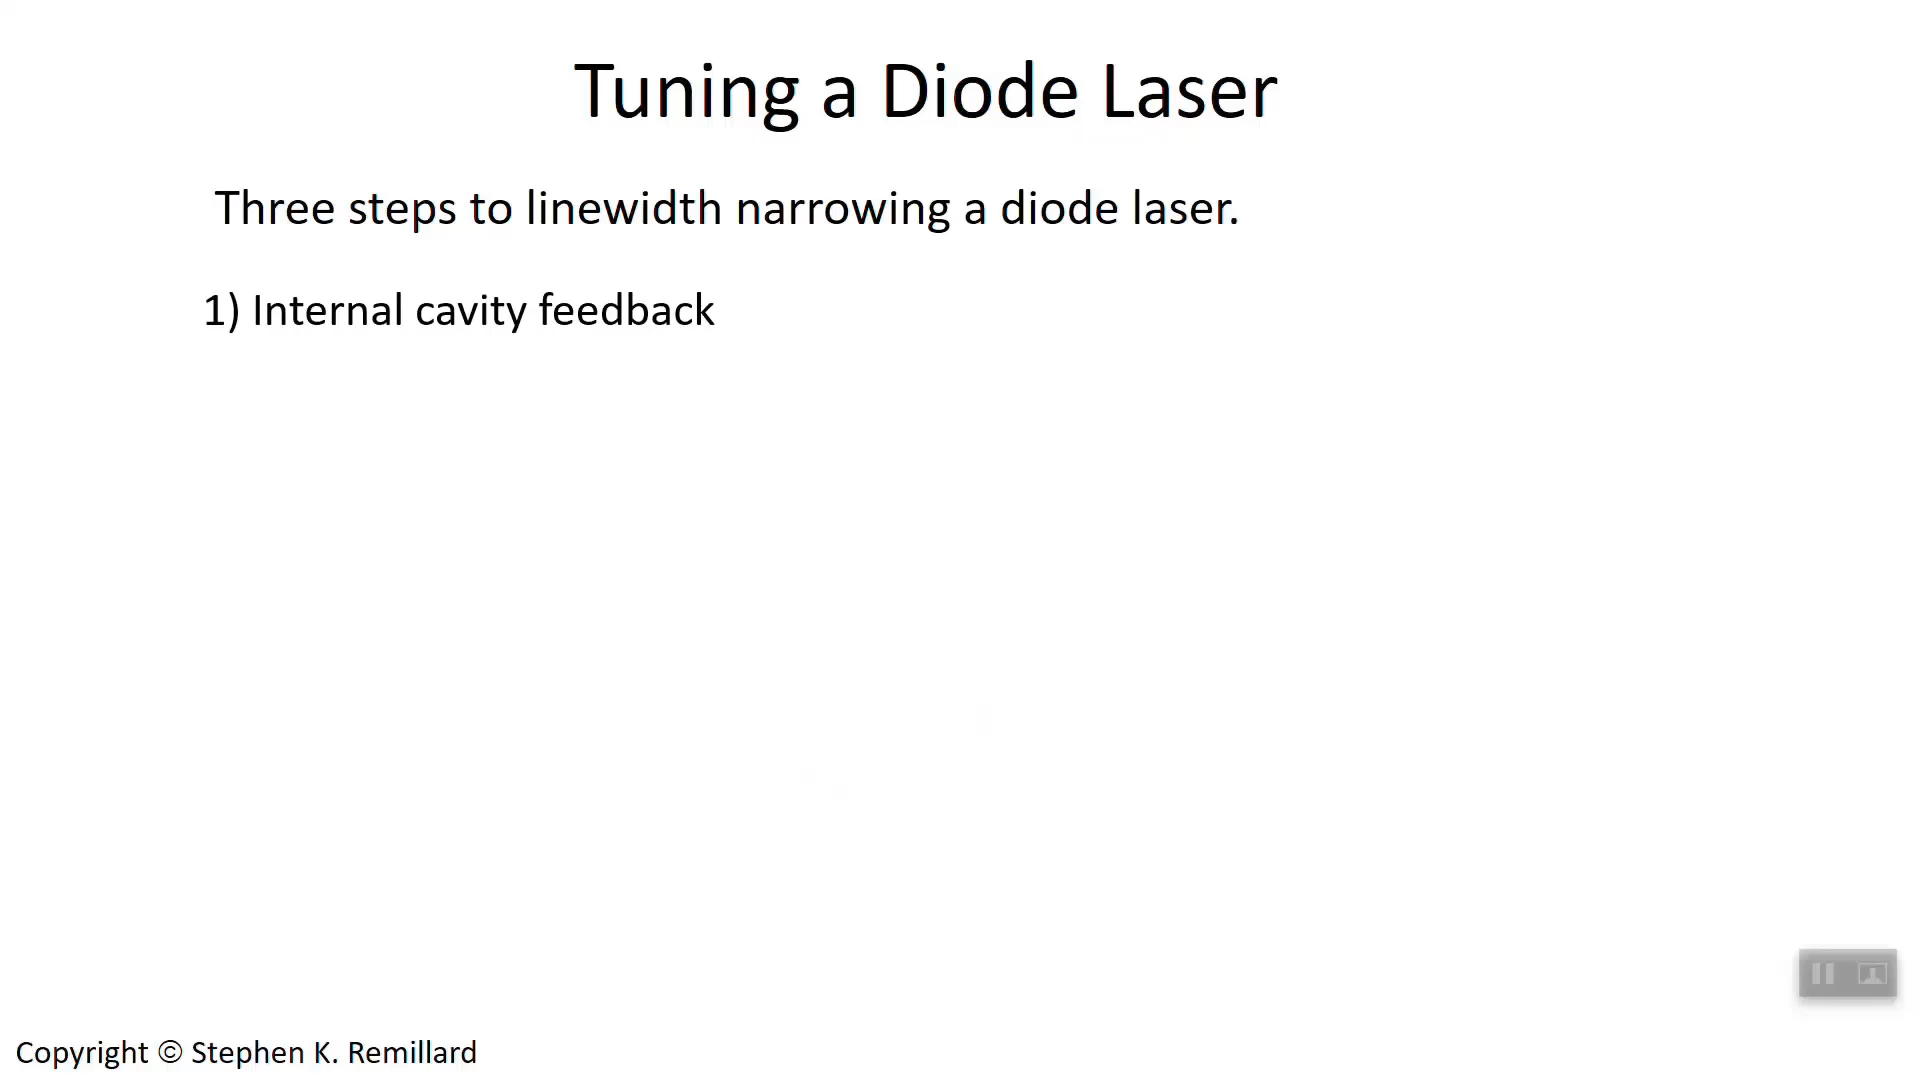 Tuning a Diode Laser
Three steps to linewidth narrowing a diode laser.
1) Internal cavity feedback
Copyright © Stephen K. Remillard